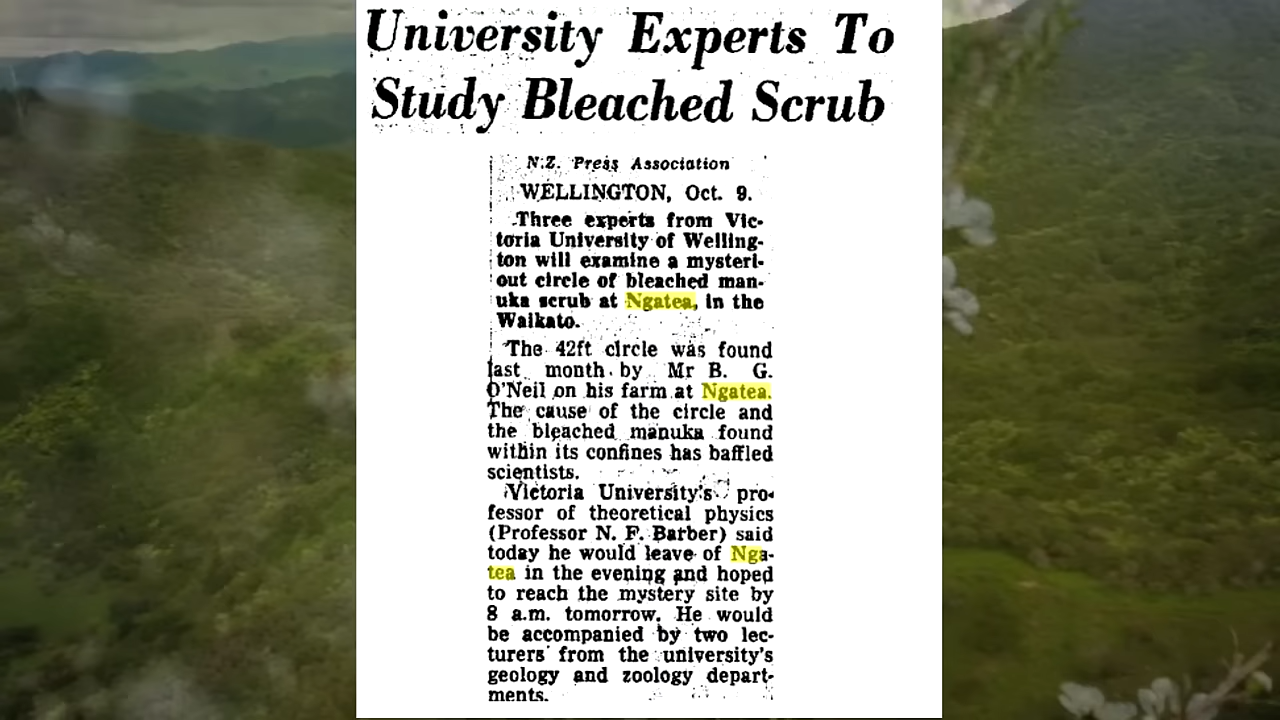 University Experts To
Study Bleached Scrub
N.Z. Press Association
WELLINGTON, Oct. 9.
Three experts from Vic-
toria University of Welling-
ton will examine a mysteri-
out circle of bleached man-
uka scrub at Ngatea, in the
Waikato.
The 42ft circle was found
last month by Mr B. G.
O'Neil on his farm at Ngatea.
The cause of the circle and
the bleached manuka found
within its confines has baffled
scientists.
Victoria University's pro-
fessor of theoretical physics
(Professor N. F. Barber) said
today he would leave of Nga-
tea in the evening and hoped
to reach the mystery site by
8 a.m. tomorrow. He would
be accompanied by two lec-
turers from the university's
geology and zoology depart-
ments.